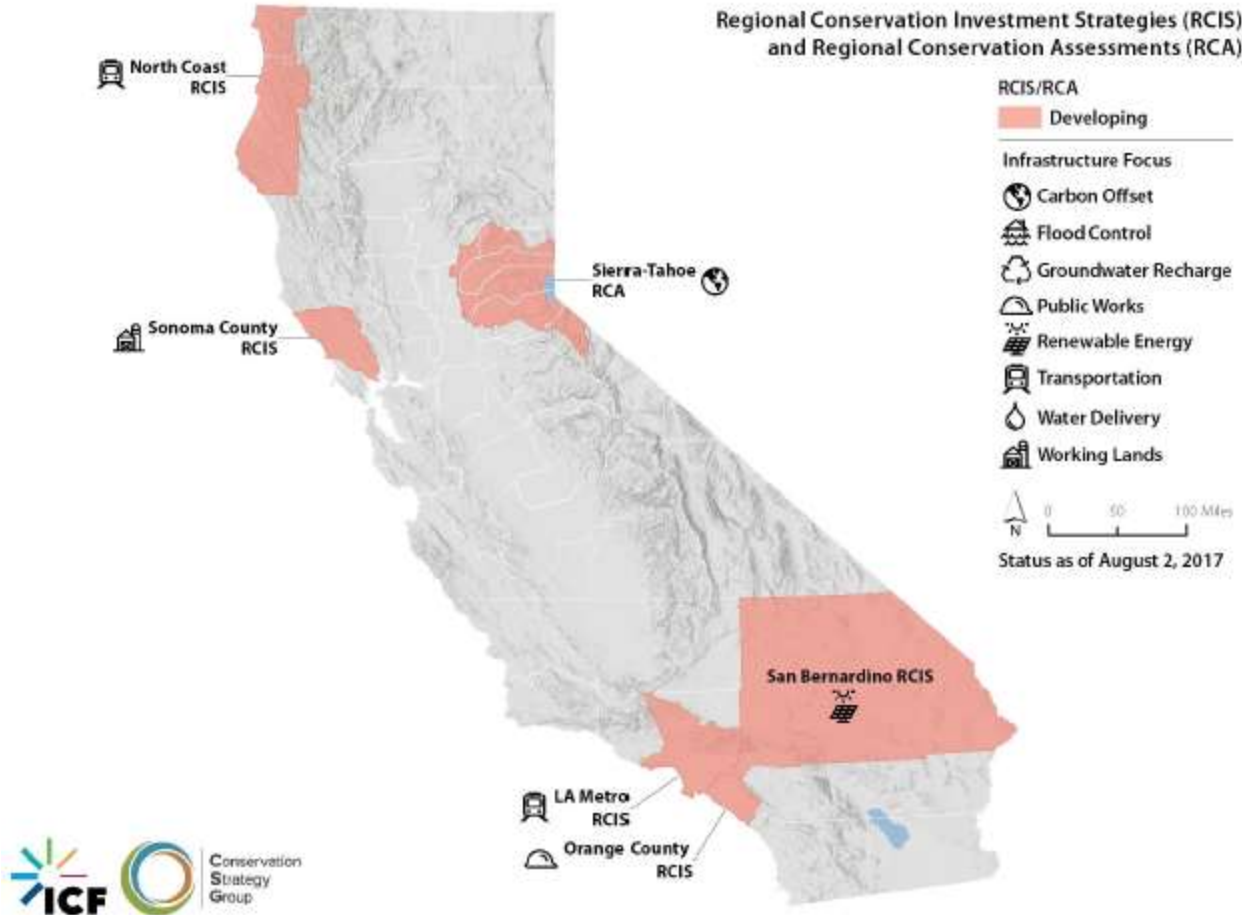 Regional Conservation Investment Strategies (RCIS)
and Regional Conservation Assessments (RCA)
RCIS/RCA
Developing
Infrastructure Focus
Carbon Offset
Flood Control
Groundwater Recharge
Public Works
Renewable Energy
Transportation
Water Delivery
Working Lands
N
0 50 100 Miles
Status as of August 2, 2017
North Coast
RCIS
Sierra-Tahoe
RCA
Sonoma County
RCIS
San Bernardino RCIS
LA Metro
RCIS
Orange County
RCIS
ICF
Conservation
Strategy
Group